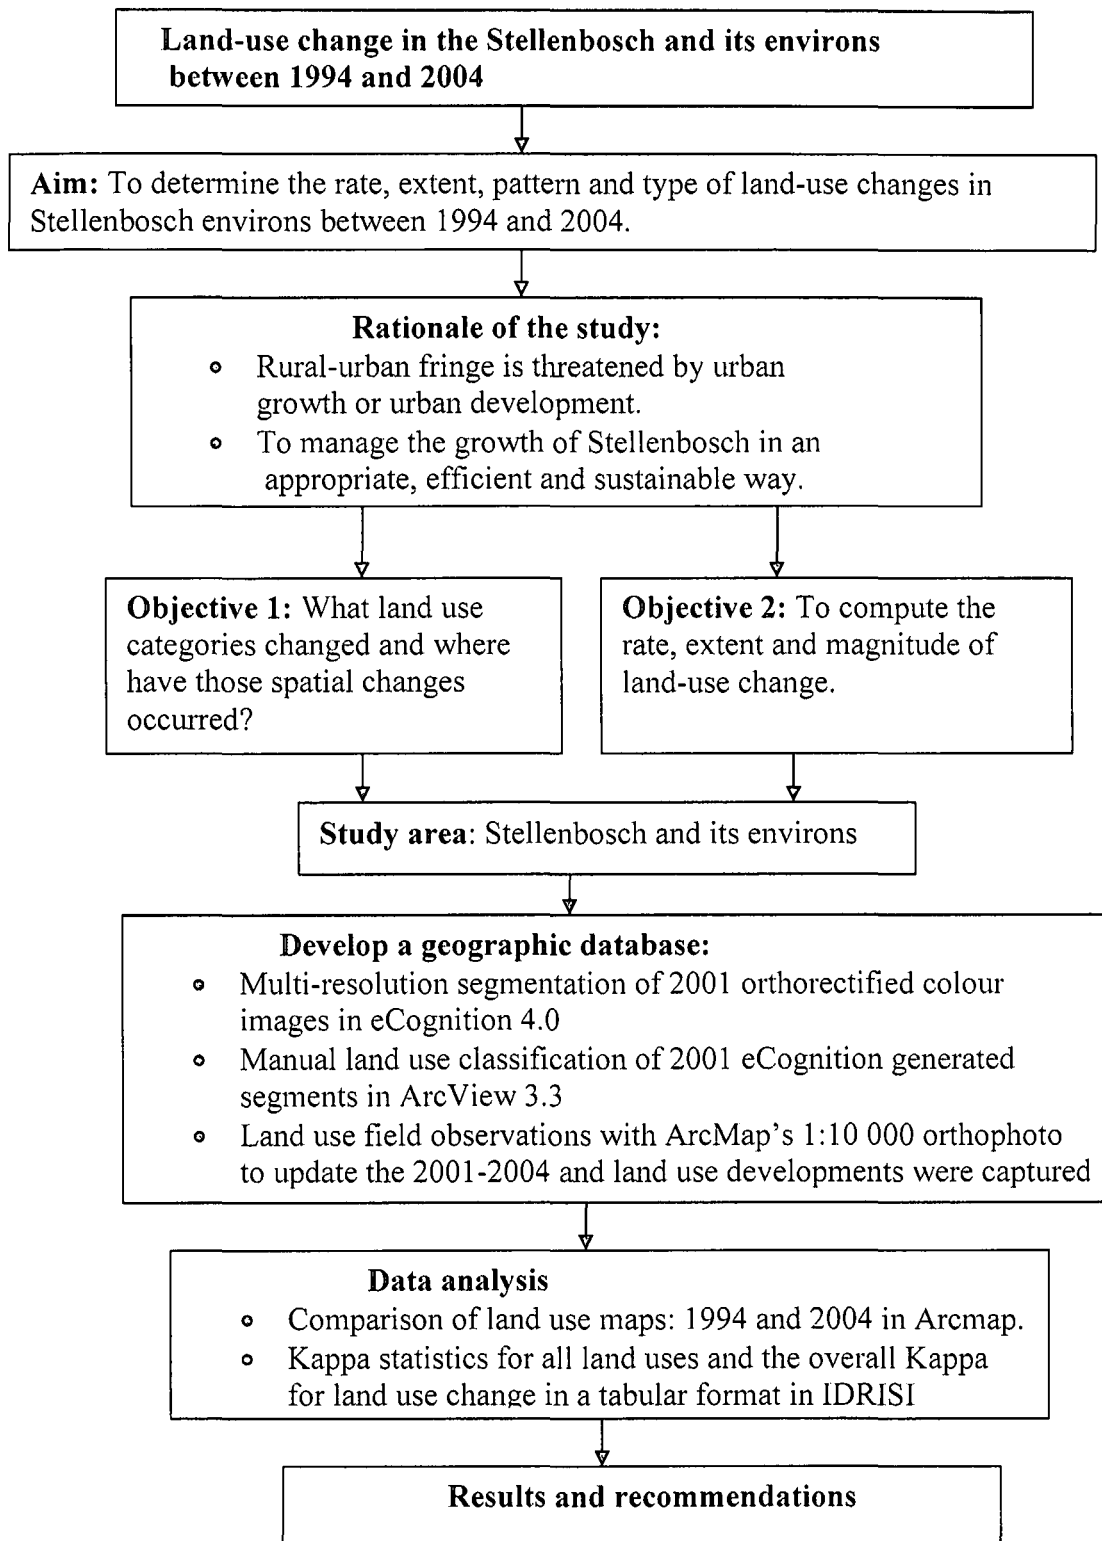 Land-use change in the Stellenbosch and its environs
between 1994 and 2004
Aim: To determine the rate, extent, pattern and type of land-use changes in
Stellenbosch environs between 1994 and 2004.
Rationale of the study:
Rural-urban fringe is threatened by urban
growth or urban development.
To manage the growth of Stellenbosch in an
appropriate, efficient and sustainable way.
Objective 1: What land use
categories changed and where
have those spatial changes
occurred?
Objective 2: To compute the
rate, extent and magnitude of
land-use change.
Study area: Stellenbosch and its environs
Develop a geographic database:
Multi-resolution segmentation of 2001 orthorectified colour
images in eCognition 4.0
Manual land use classification of 2001 eCognition generated
segments in ArcView 3.3
Land use field observations with ArcMap's 1:10 000 orthophoto
to update the 2001-2004 and land use developments were captured
Data analysis
Comparison of land use maps: 1994 and 2004 in Arcmap.
Kappa statistics for all land uses and the overall Kappa
for land use change in a tabular format in IDRISI
Results and recommendations